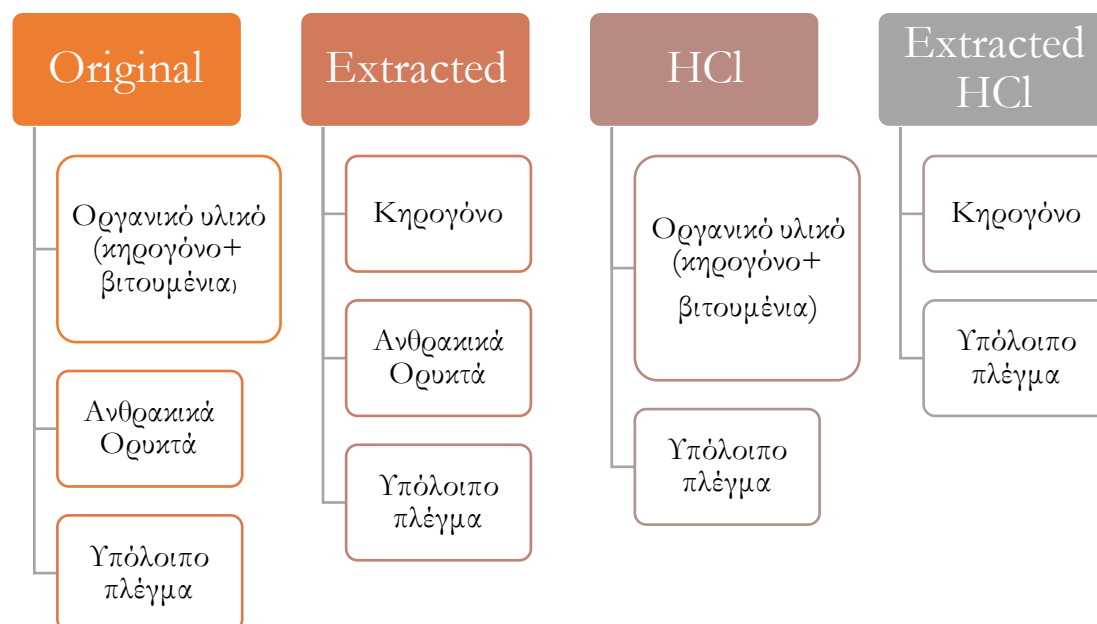 Original
Οργανικό υλικό
(κηρογόνο+
βιτουμένια)
Ανθρακικά
Ορυκτά
Υπόλοιπο
πλέγμα
Extracted
Κηρογόνο
Ανθρακικά
Ορυκτά
Υπόλοιπο
πλέγμα
HCl
Οργανικό υλικό
(κηρογόνο+
βιτουμένια)
Υπόλοιπο
πλέγμα
Extracted
HCl
Κηρογόνο
Υπόλοιπο
πλέγμα